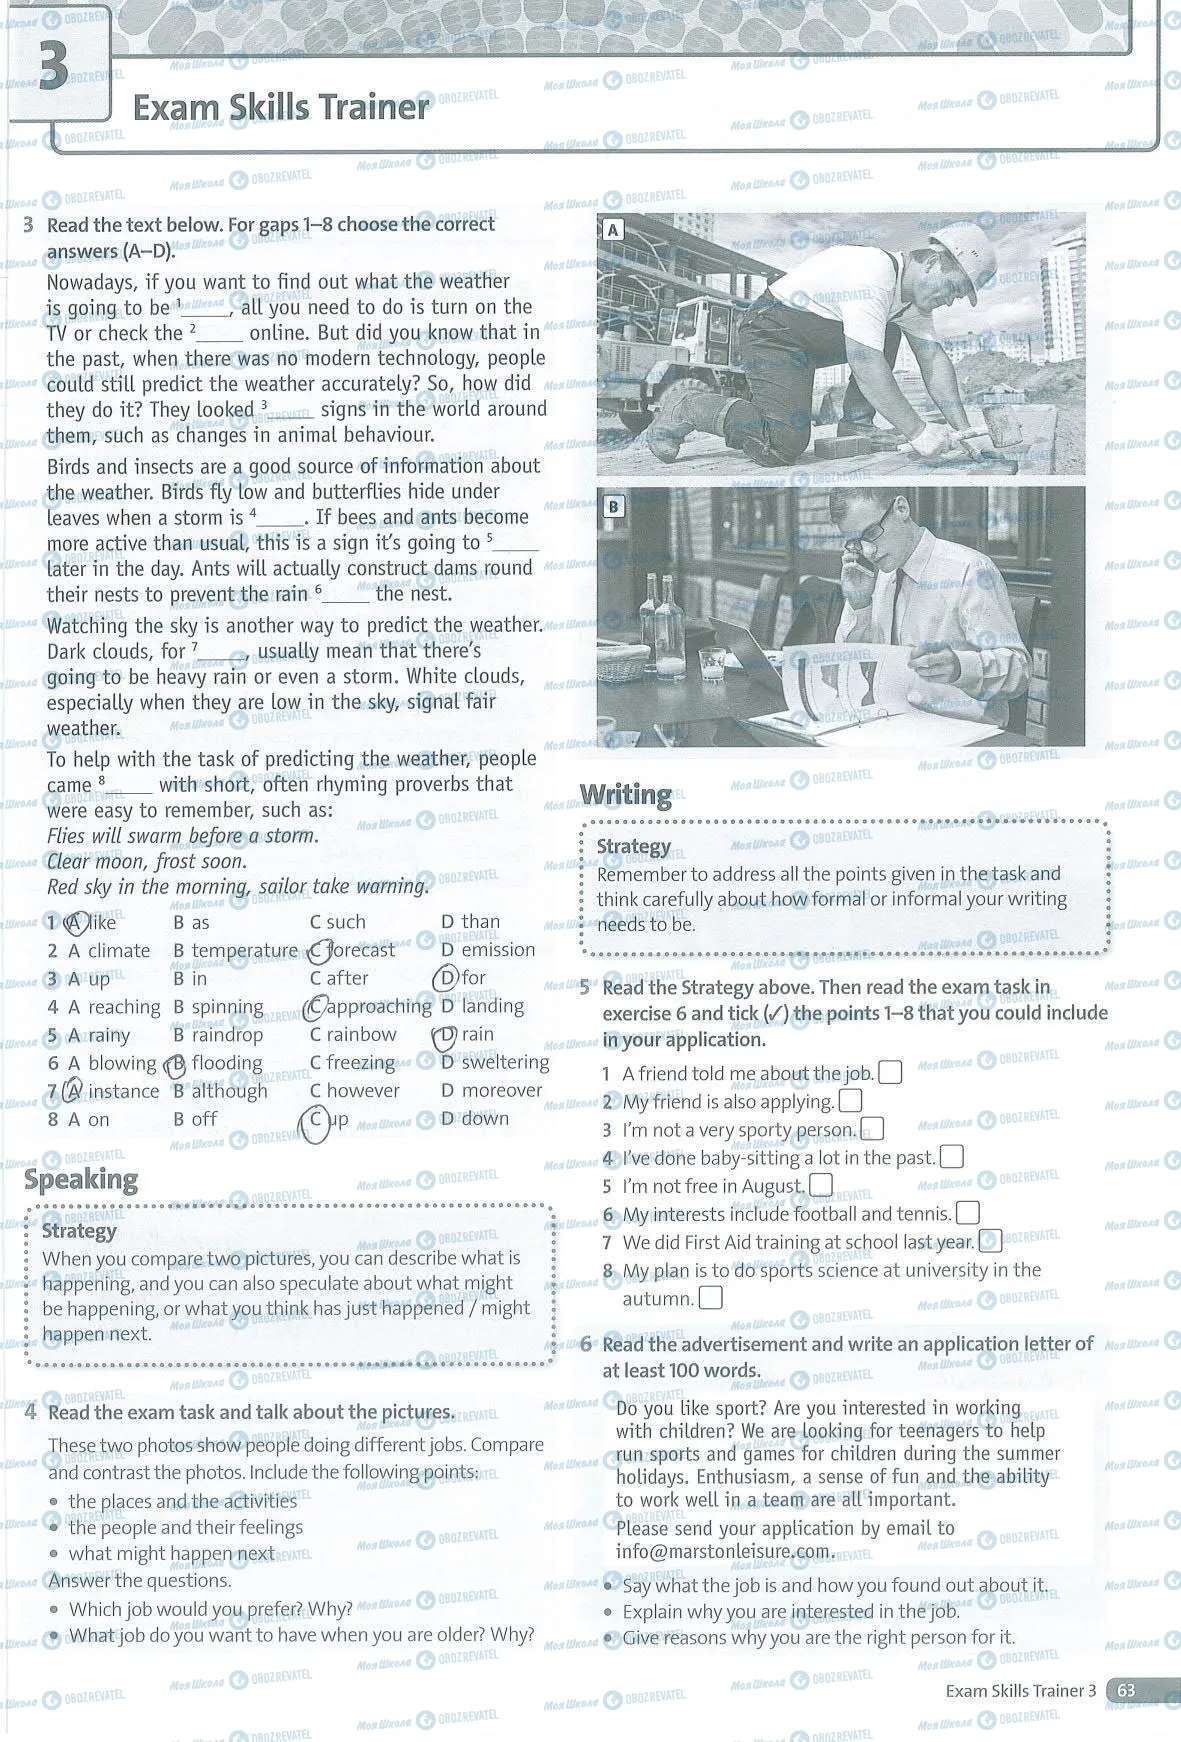 3
Exam Skills Trainer
3 Read the text below. For gaps 1–8 choose the correct
answers (A–D).
Nowadays, if you want to find out what the weather
is going to be 1_____, all you need to do is turn on the
TV or check the 2_____ online. But did you know that in
the past, when there was no modern technology, people
could still predict the weather accurately? So, how did
they do it? They looked 3_____ signs in the world around
them, such as changes in animal behaviour.
Birds and insects are a good source of information about
the weather. Birds fly low and butterflies hide under
leaves when a storm is 4_____. If bees and ants become
more active than usual, this is a sign it's going to 5_____
later in the day. Ants will actually construct dams round
their nests to prevent the rain 6_____ the nest.
Watching the sky is another way to predict the weather.
Dark clouds, for 7_____, usually mean that there's
going to be heavy rain or even a storm. White clouds,
especially when they are low in the sky, signal fair
weather.
To help with the task of predicting the weather, people
came 8_____ with short, often rhyming proverbs that
were easy to remember, such as:
Flies will swarm before a storm.
Clear moon, frost soon.
Red sky in the morning, sailor take warning.
1 A like B as C such D than
2 A climate B temperature C forecast D emission
3 A up B in C after D for
4 A reaching B spinning C approaching D landing
5 A rainy B raindrop C rainbow D rain
6 A blowing B flooding C freezing D sweltering
7 A instance B although C however D moreover
8 A on B off C up D down
Speaking
Strategy
When you compare two pictures, you can describe what is
happening, and you can also speculate about what might
be happening, or what you think has just happened / might
happen next.
4 Read the exam task and talk about the pictures.
These two photos show people doing different jobs. Compare
and contrast the photos. Include the following points:
• the places and the activities
• the people and their feelings
• what might happen next
Answer the questions.
• Which job would you prefer? Why?
• What job do you want to have when you are older? Why?
A
B
Writing
Strategy
Remember to address all the points given in the task and
think carefully about how formal or informal your writing
needs to be.
5 Read the Strategy above. Then read the exam task in
exercise 6 and tick (✓) the points 1–8 that you could include
in your application.
1 A friend told me about the job.
2 My friend is also applying.
3 I'm not a very sporty person.
4 I've done baby-sitting a lot in the past.
5 I'm not free in August.
6 My interests include football and tennis.
7 We did First Aid training at school last year.
8 My plan is to do sports science at university in the
autumn.
6 Read the advertisement and write an application letter of
at least 100 words.
Do you like sport? Are you interested in working
with children? We are looking for teenagers to help
run sports and games for children during the summer
holidays. Enthusiasm, a sense of fun and the ability
to work well in a team are all important.
Please send your application by email to
info@marstonleisure.com.
• Say what the job is and how you found out about it.
• Explain why you are interested in the job.
• Give reasons why you are the right person for it.
Exam Skills Trainer 3 63
МояШкола OBOZREVATEL